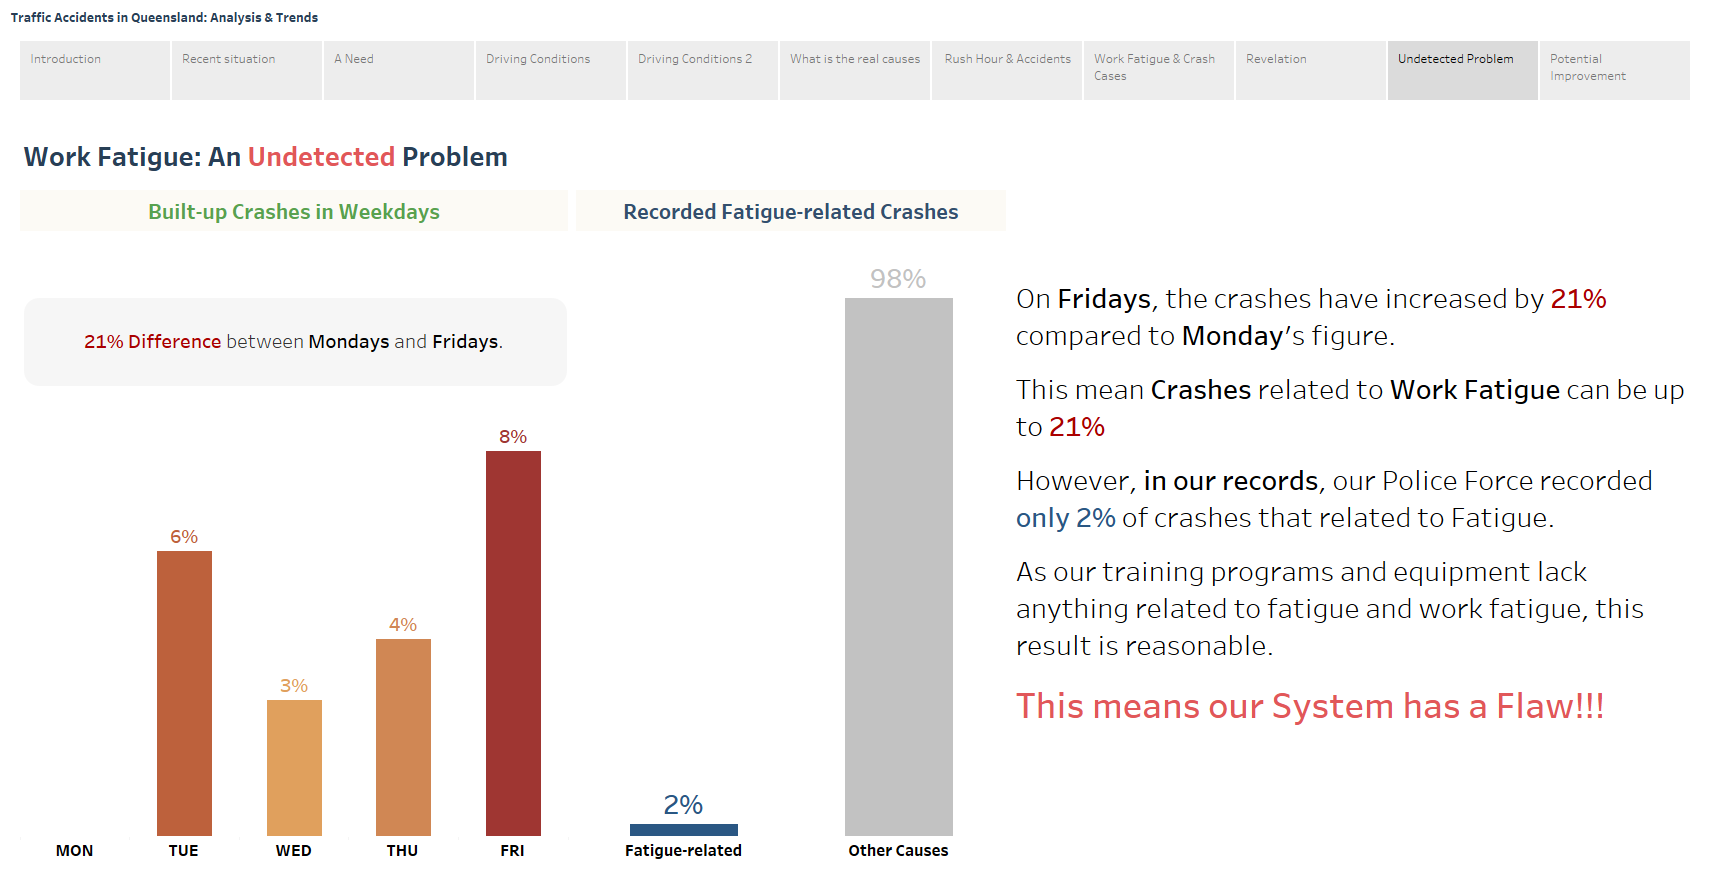 Traffic Accidents in Queensland: Analysis & Trends
Introduction
Recent situation
A Need
Driving Conditions
Driving Conditions 2
What is the real causes
Rush Hour & Accidents
Work Fatigue & Crash
Cases
Revelation
Undetected Problem
Potential
Improvement
Work Fatigue: An Undetected Problem
Built-up Crashes in Weekdays
Recorded Fatigue-related Crashes
21% Difference between Mondays and Fridays.
6%
3%
4%
8%
MON
TUE
WED
THU
FRI
2%
98%
Fatigue-related
Other Causes
On Fridays, the crashes have increased by 21%
compared to Monday's figure.
This mean Crashes related to Work Fatigue can be up
to 21%
However, in our records, our Police Force recorded
only 2% of crashes that related to Fatigue.
As our training programs and equipment lack
anything related to fatigue and work fatigue, this
result is reasonable.
This means our System has a Flaw!!!